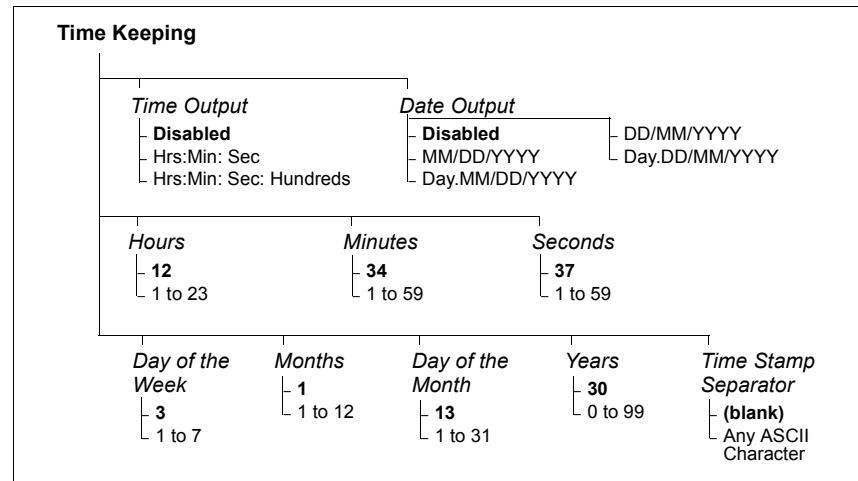 Time Keeping
Time Output
Disabled
Hrs:Min: Sec
Hrs:Min: Sec: Hundreds
Date Output
Disabled
MM/DD/YYYY
Day.MM/DD/YYYY
DD/MM/YYYY
Day.DD/MM/YYYY
Hours
12
1 to 23
Minutes
34
1 to 59
Seconds
37
1 to 59
Day of the
Week
3
1 to 7
Months
1
1 to 12
Day of the
Month
13
1 to 31
Years
30
0 to 99
Time Stamp
Separator
(blank)
Any ASCII
Character